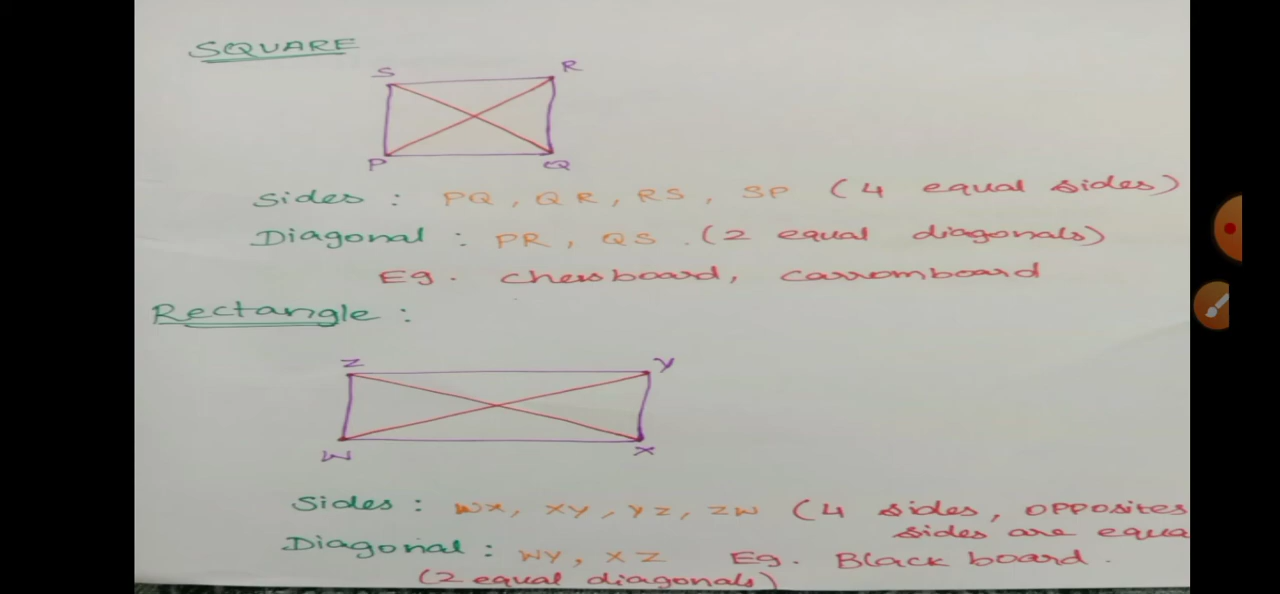 SQUARE
S R
P Q
Sides : PQ, QR, RS, SP (4 equal sides)
Diagonal : PR, QS. (2 equal diagonals)
Eg. chessboard, carromboard
Rectangle :
Z Y
W X
Sides : WX, XY, YZ, ZW (4 sides, opposites
sides are equa
Diagonal : WY, XZ Eg. Black board.
(2 equal diagonals)